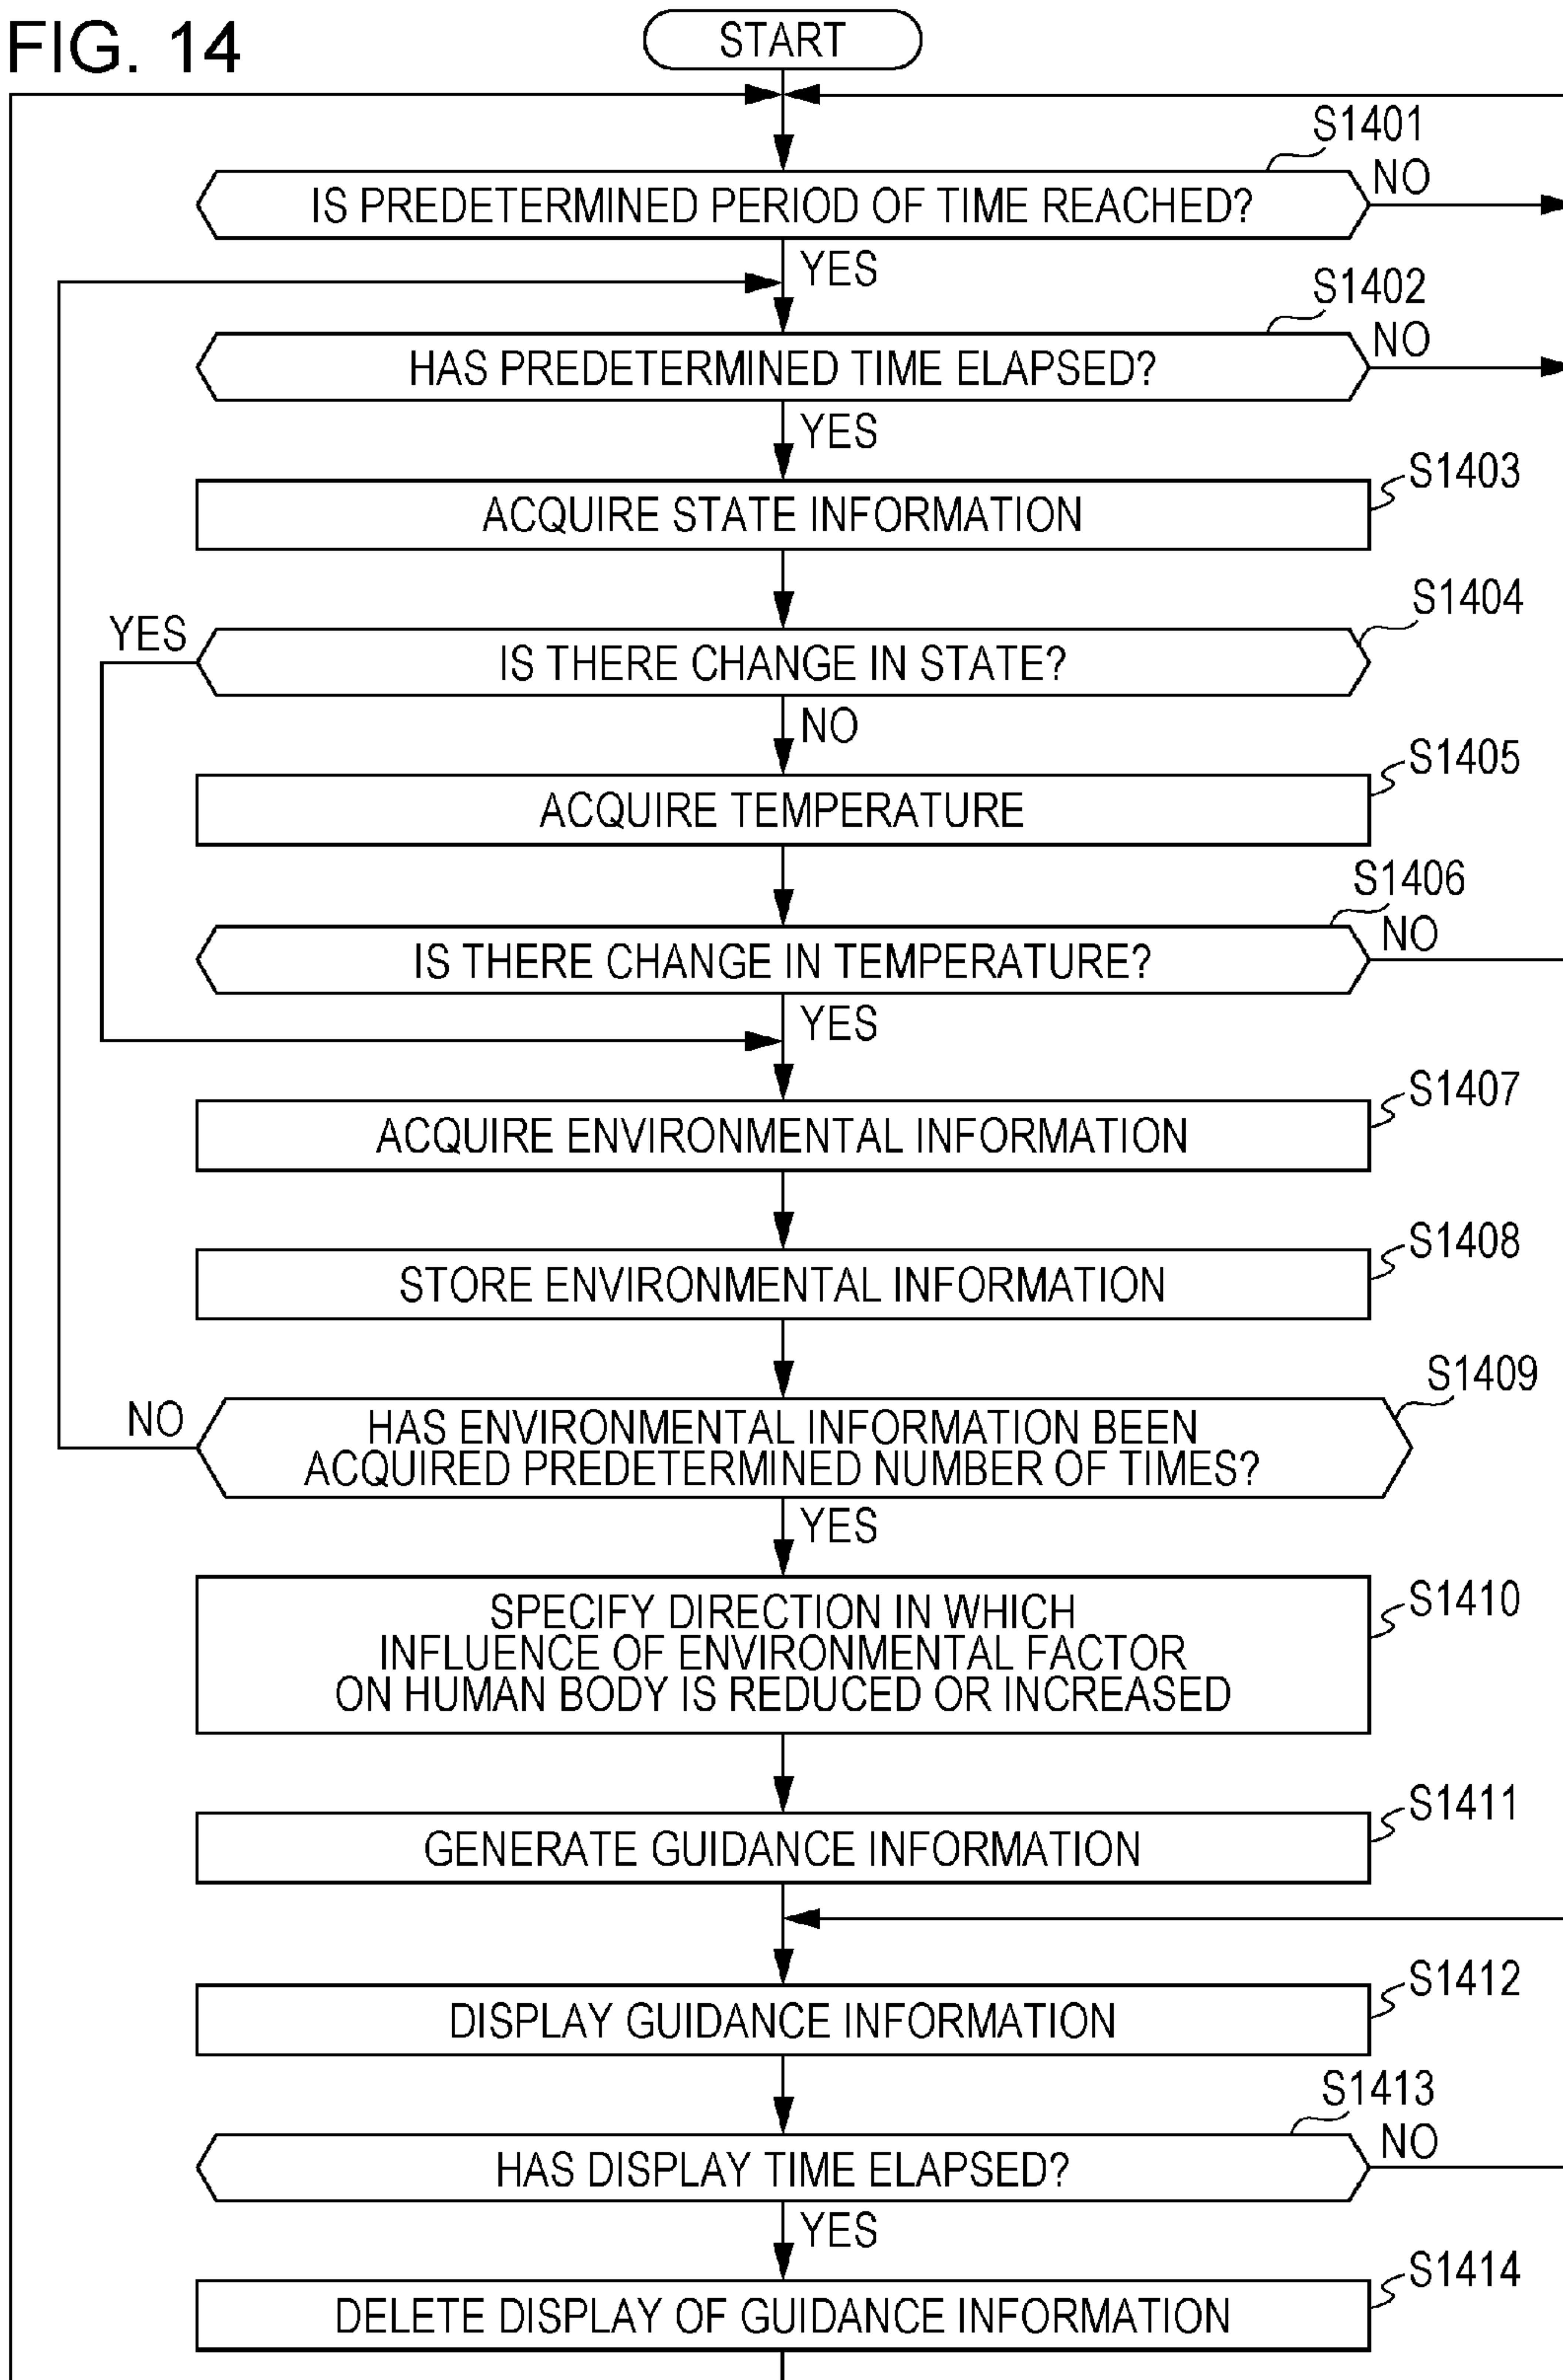 FIG. 14
START
S1401
IS PREDETERMINED PERIOD OF TIME REACHED?
NO
YES
S1402
HAS PREDETERMINED TIME ELAPSED?
NO
YES
S1403
ACQUIRE STATE INFORMATION
S1404
YES
IS THERE CHANGE IN STATE?
NO
S1405
ACQUIRE TEMPERATURE
S1406
IS THERE CHANGE IN TEMPERATURE?
NO
YES
S1407
ACQUIRE ENVIRONMENTAL INFORMATION
S1408
STORE ENVIRONMENTAL INFORMATION
S1409
NO
HAS ENVIRONMENTAL INFORMATION BEEN
ACQUIRED PREDETERMINED NUMBER OF TIMES?
YES
S1410
SPECIFY DIRECTION IN WHICH
INFLUENCE OF ENVIRONMENTAL FACTOR
ON HUMAN BODY IS REDUCED OR INCREASED
S1411
GENERATE GUIDANCE INFORMATION
S1412
DISPLAY GUIDANCE INFORMATION
S1413
HAS DISPLAY TIME ELAPSED?
NO
YES
S1414
DELETE DISPLAY OF GUIDANCE INFORMATION